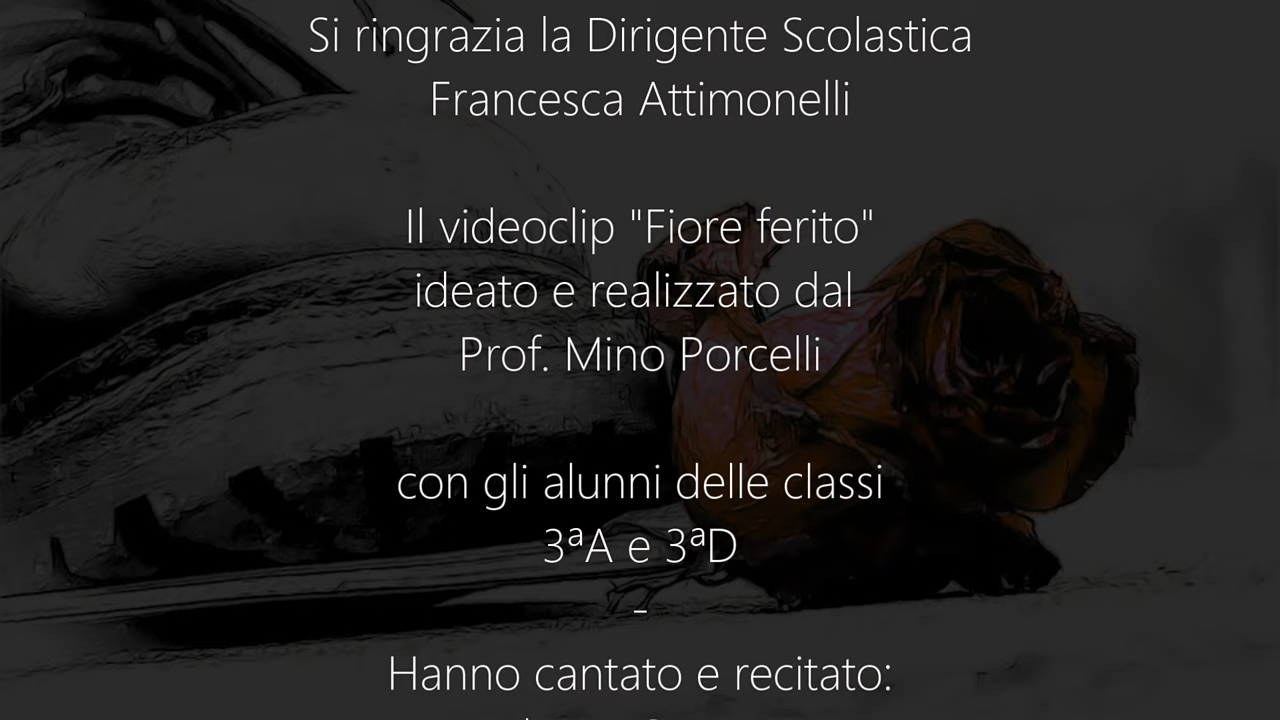 Si ringrazia la Dirigente Scolastica
Francesca Attimonelli
Il videoclip "Fiore ferito"
ideato e realizzato dal
Prof. Mino Porcelli
con gli alunni delle classi
3ªA e 3ªD
-
Hanno cantato e recitato: